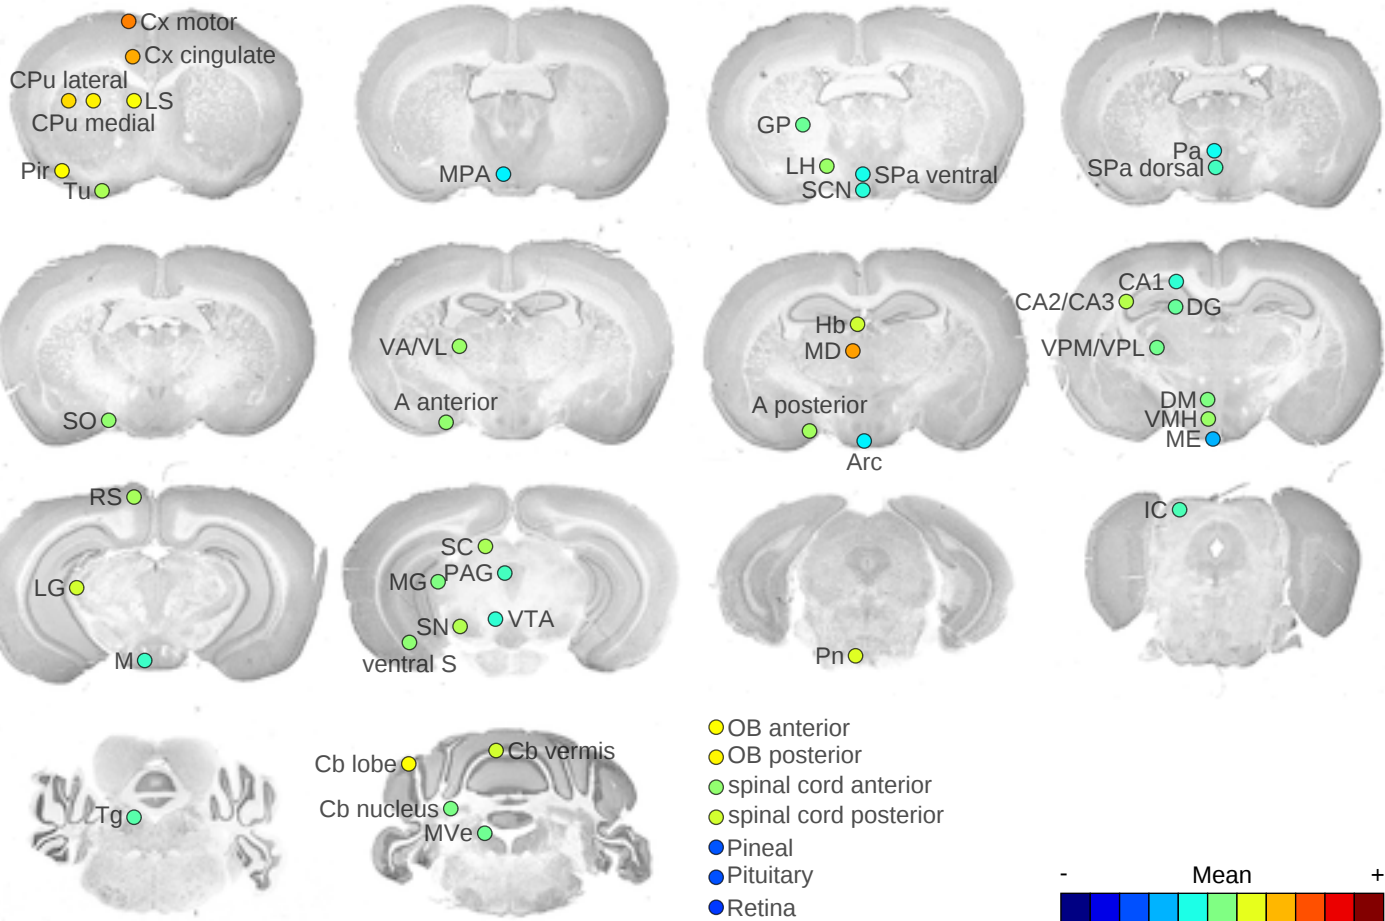 Cx motor
Cx cingulate
CPu lateral
LS
CPu medial
Pir
Tu
MPA
GP
LH
SPa ventral
SCN
Pa
SPa dorsal
SO
VA/VL
A anterior
Hb
MD
A posterior
Arc
CA1
CA2/CA3
DG
VPM/VPL
DM
VMH
ME
RS
LG
M
SC
MG
PAG
SN
VTA
ventral S
Pn
IC
Tg
Cb lobe
Cb vermis
Cb nucleus
MVe
OB anterior
OB posterior
spinal cord anterior
spinal cord posterior
Pineal
Pituitary
Retina
- Mean +